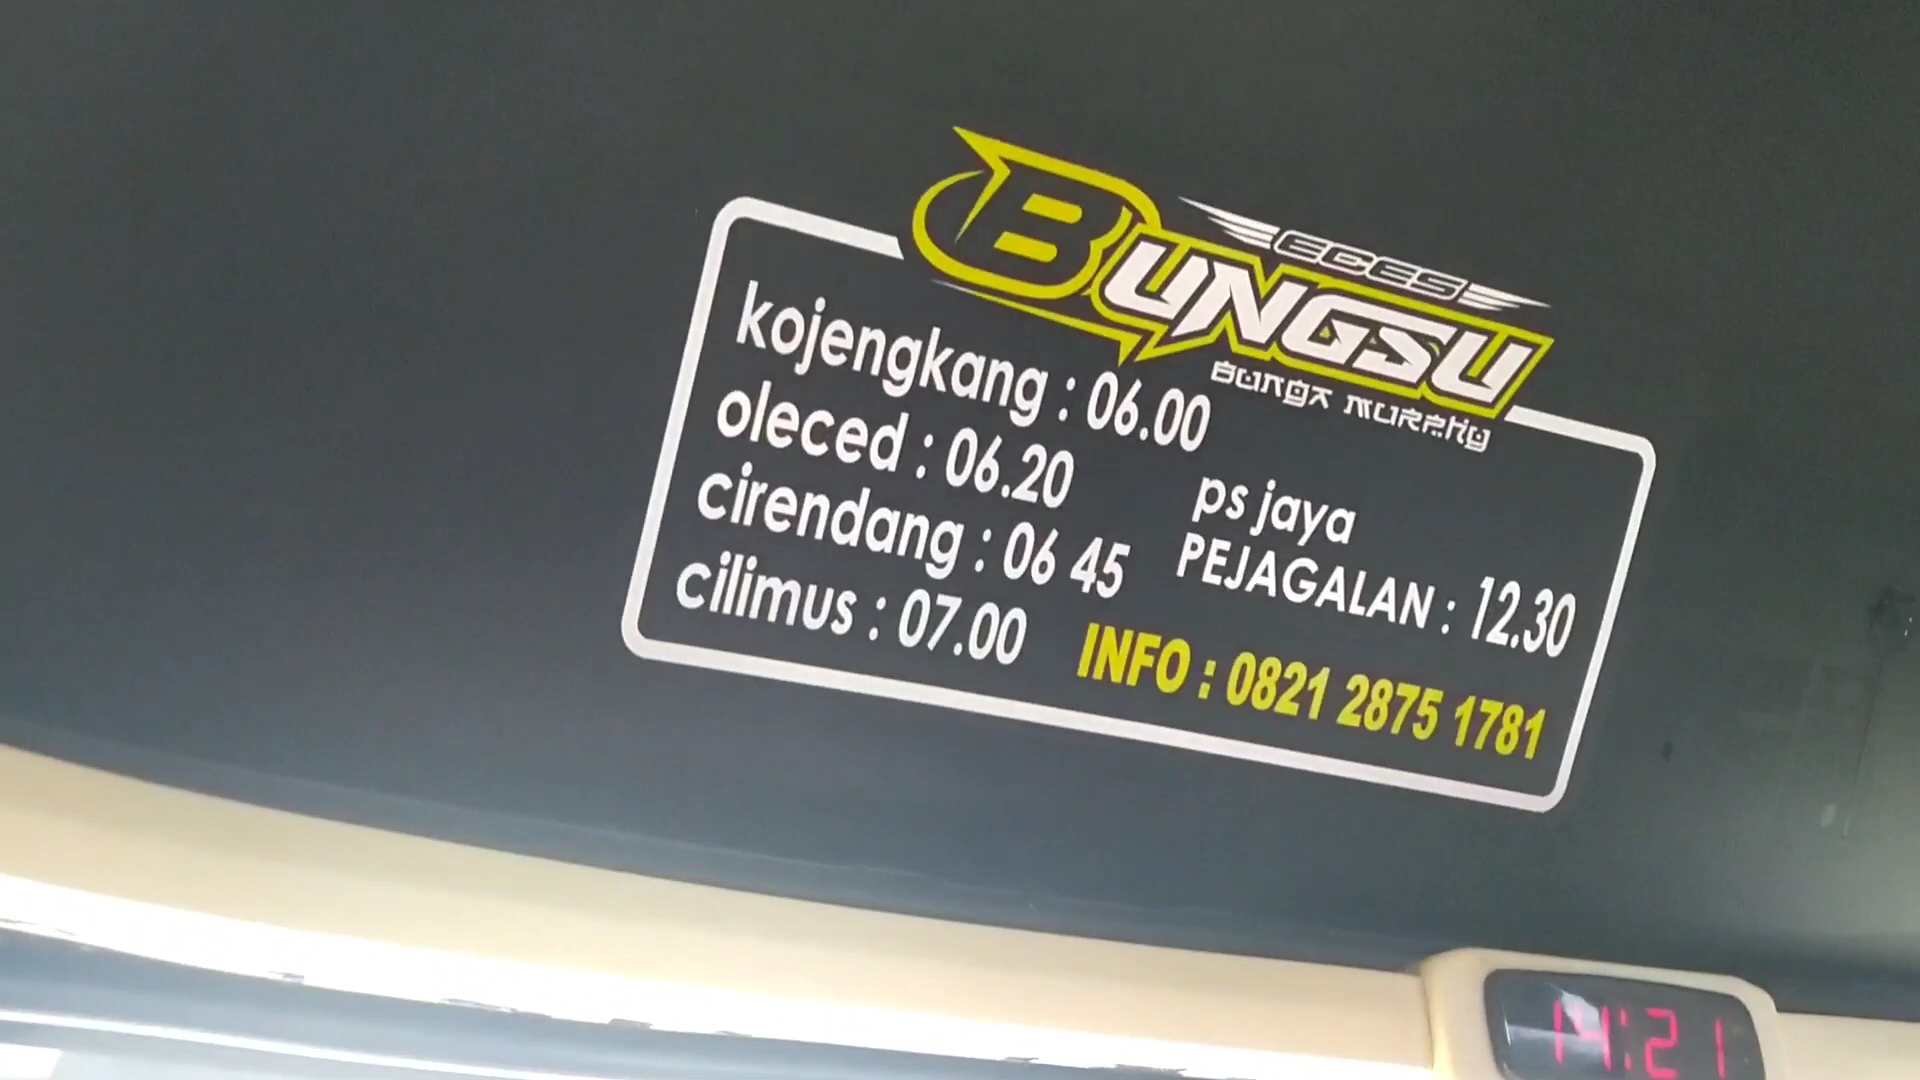 ECES
BUNGSU
BUNGA MURPHY
kojengkang : 06.00
oleced : 06.20
cirendang : 06 45
cilimus : 07.00
ps jaya
PEJAGALAN : 12.30
INFO : 0821 2875 1781
14:21